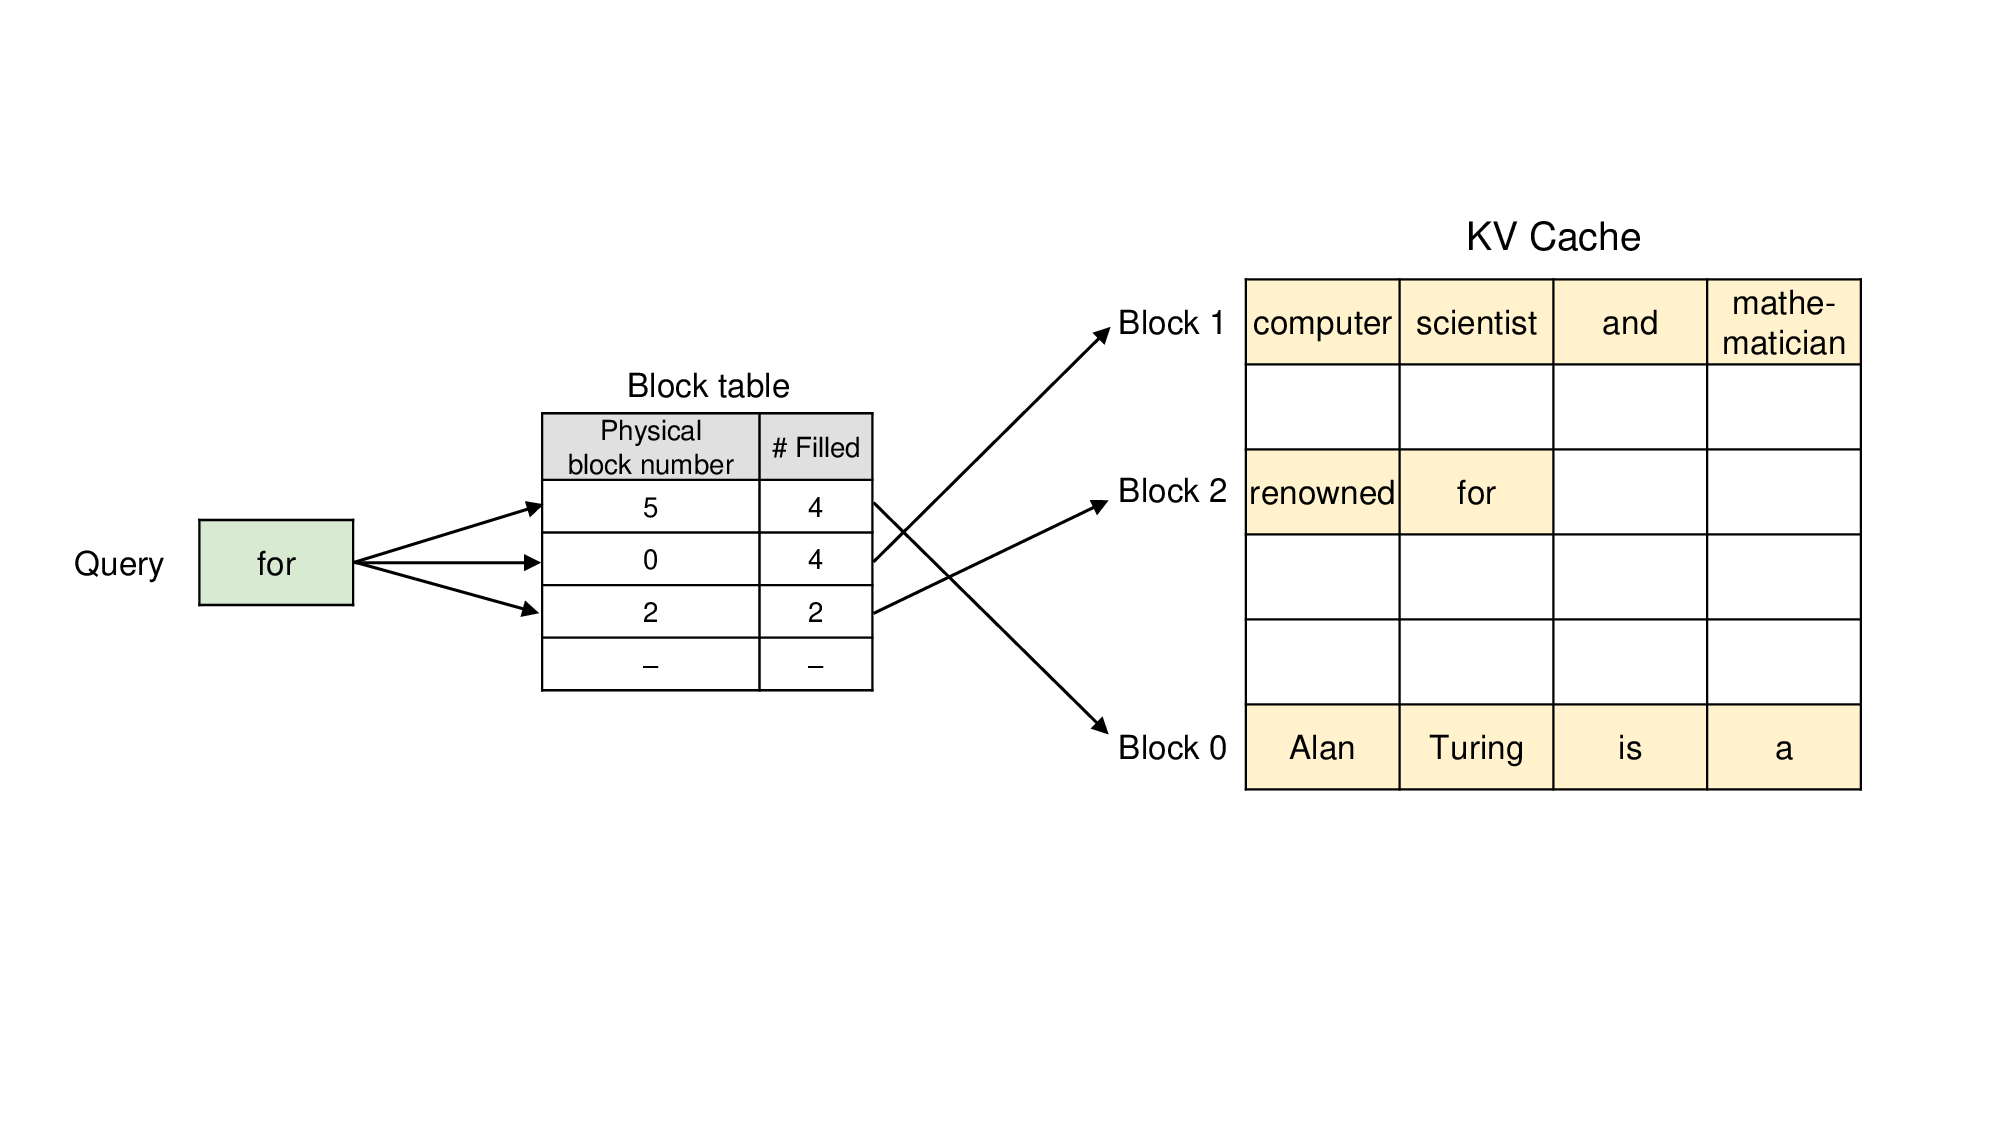 KV Cache
Block 1
computer scientist and mathe-
matician
Block table
Physical
block number # Filled
5 4
0 4
2 2
– –
Query for
Block 2
renowned for
Block 0
Alan Turing is a